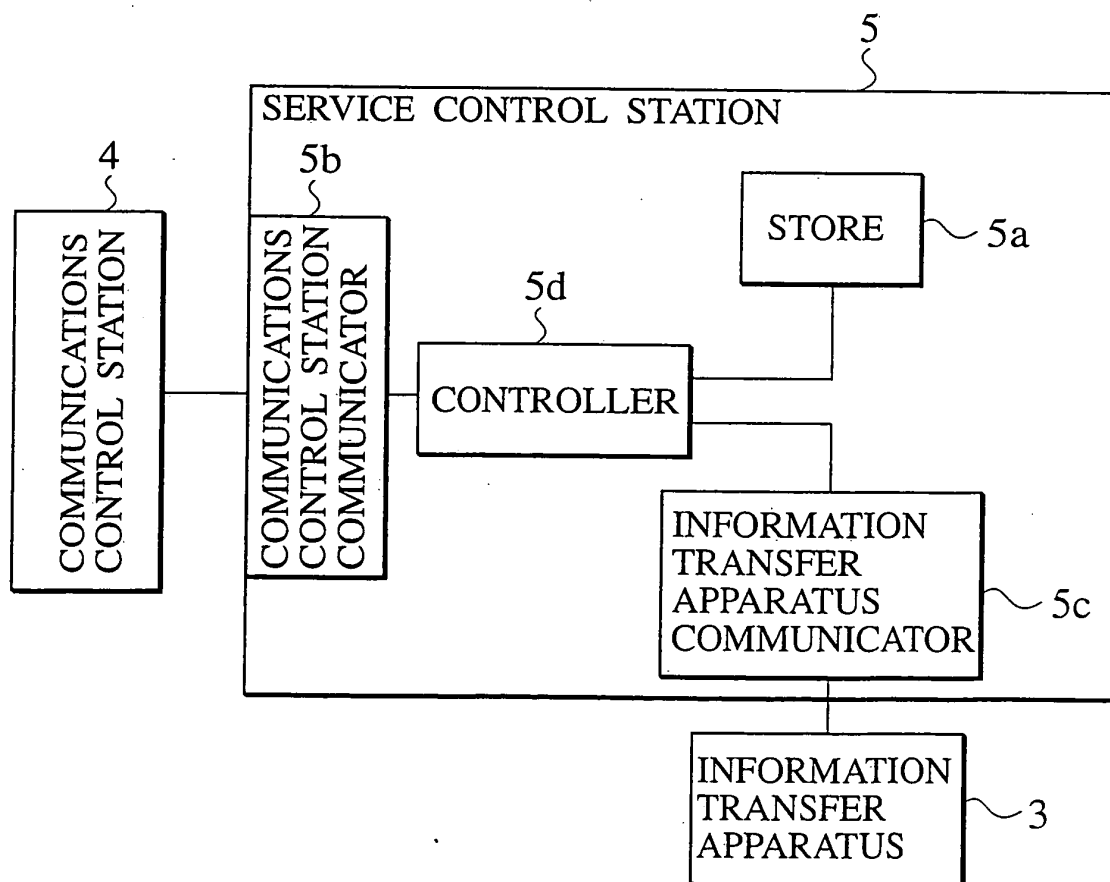 5
SERVICE CONTROL STATION
4
5b
COMMUNICATIONS
CONTROL STATION
COMMUNICATIONS
CONTROL STATION
COMMUNICATOR
STORE
5a
5d
CONTROLLER
INFORMATION
TRANSFER
APPARATUS
COMMUNICATOR
5c
INFORMATION
TRANSFER
APPARATUS
3